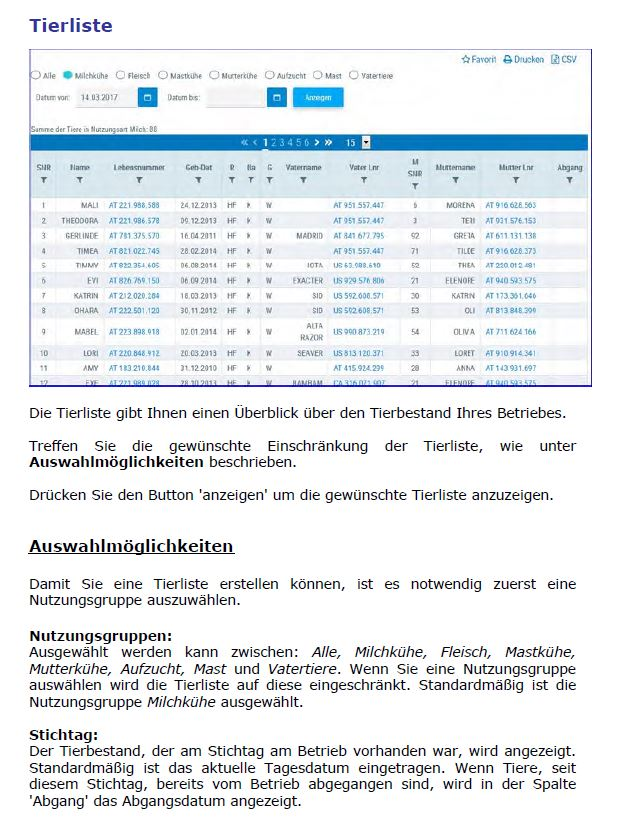 Tierliste
Favorit Drucken CSV
Alle Milchkühe Fleisch Mastkühe Mutterkühe Aufzucht Mast Vatertiere
Datum von: 14.03.2017 Datum bis: Anzeigen
Summe der Tiere in Nutzungsart Milch: 88
« < 1 2 3 4 5 6 > » 15
SNR Name Lebensnummer Geb-Dat R Ra G Vatername Vater Lnr M SNR Muttername Mutter Lnr Abgang
1 MALI AT 221.988.588 24.12.2013 HF K W AT 951.557.447 6 MORENA AT 916.628.563
2 THEODORA AT 221.986.578 09.12.2013 HF K W AT 951.557.447 3 AT 931.576.153
3 GERLINDE AT 781.375.570 16.04.2011 HF K W MADRID AT 841.677.795 92 GRETA AT 611.131.138
4 TIMEA AT 821.022.745 28.02.2014 HF K W AT 951.557.447 71 TILDE AT 916.628.373
5 TIMMY AT 822.354.605 06.08.2014 HF K W JOTA US 63.988.610 52 THEA AT 220.012.481
6 EVI AT 826.769.150 06.09.2014 HF K W EXACTER US 929.576.806 21 ELENORE AT 940.593.575
7 KATRIN AT 212.020.284 18.03.2013 HF K W SID US 592.608.571 30 KATRIN AT 173.361.646
8 OHARA AT 222.501.120 30.11.2012 HF K W SID US 592.608.571 53 OLI AT 813.848.399
9 MABEL AT 223.898.918 02.01.2014 HF K W ALTA RAZOR US 990.873.219 54 OLIVA AT 711.624.166
10 LORI AT 220.848.912 20.03.2013 HF K W SEAVER US 813.120.371 33 LORET AT 910.914.341
11 AMY AT 183.210.844 31.12.2010 HF K W AT 415.924.239 28 ANNA AT 143.931.697
12 EXE AT 221.989.028 28.10.2013 HF K W BAMBAM CA 316.071.907 21 ELENORE AT 940.593.575
Die Tierliste gibt Ihnen einen Überblick über den Tierbestand Ihres Betriebes.
Treffen Sie die gewünschte Einschränkung der Tierliste, wie unter
Auswahlmöglichkeiten beschrieben.
Drücken Sie den Button 'anzeigen' um die gewünschte Tierliste anzuzeigen.
Auswahlmöglichkeiten
Damit Sie eine Tierliste erstellen können, ist es notwendig zuerst eine
Nutzungsgruppe auszuwählen.
Nutzungsgruppen:
Ausgewählt werden kann zwischen: Alle, Milchkühe, Fleisch, Mastkühe,
Mutterkühe, Aufzucht, Mast und Vatertiere. Wenn Sie eine Nutzungsgruppe
auswählen wird die Tierliste auf diese eingeschränkt. Standardmäßig ist die
Nutzungsgruppe Milchkühe ausgewählt.
Stichtag:
Der Tierbestand, der am Stichtag am Betrieb vorhanden war, wird angezeigt.
Standardmäßig ist das aktuelle Tagesdatum eingetragen. Wenn Tiere, seit
diesem Stichtag, bereits vom Betrieb abgegangen sind, wird in der Spalte
'Abgang' das Abgangsdatum angezeigt.